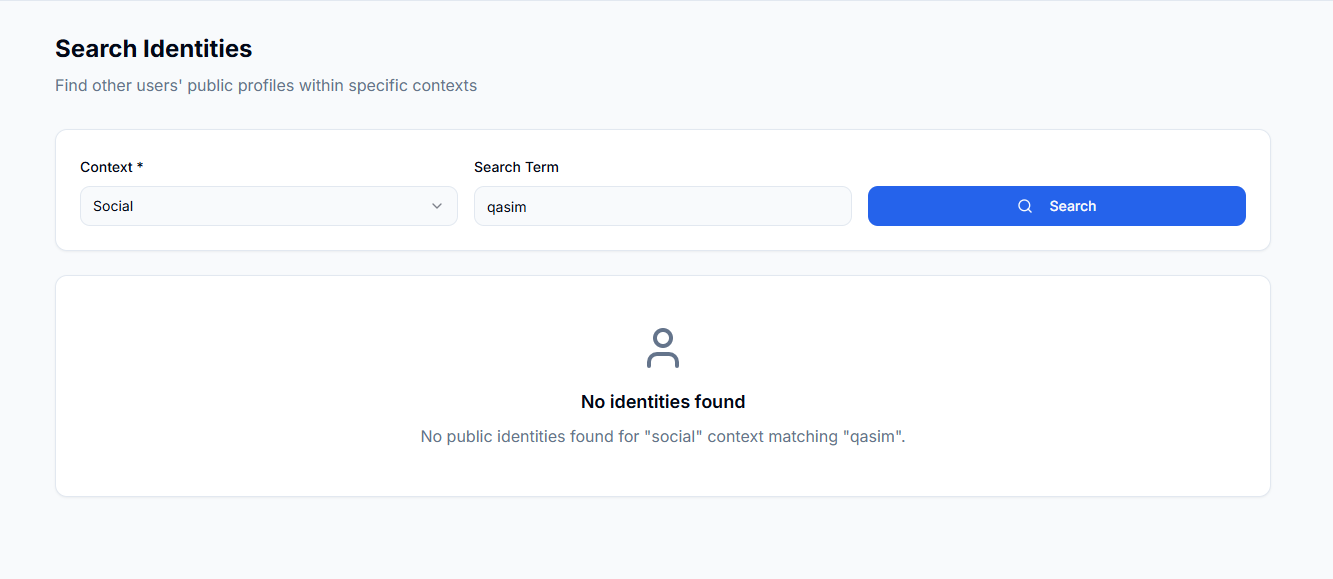 Search Identities
Find other users' public profiles within specific contexts
Context *
Search Term
Social
qasim
Search
No identities found
No public identities found for "social" context matching "qasim".